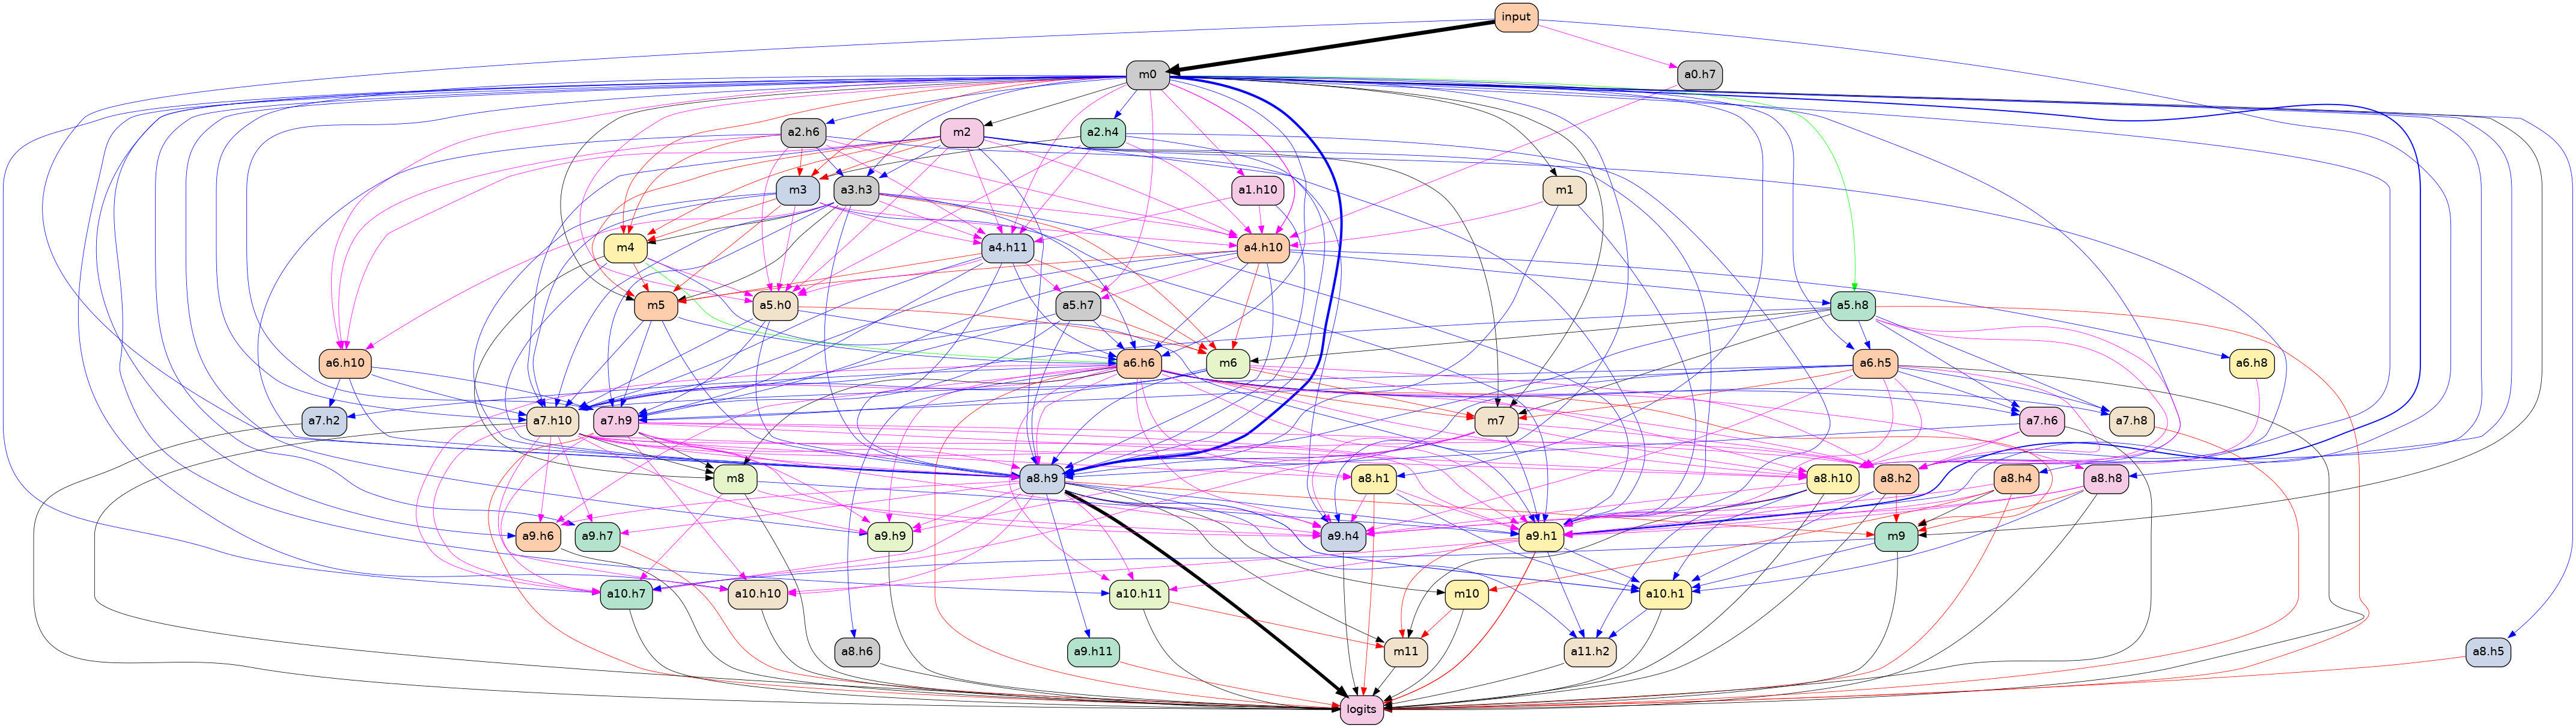 input
m0 a0.h7
a2.h6 m2 a2.h4
m3 a3.h3 a1.h10 m1
m4 a4.h11 a4.h10
m5 a5.h0 a5.h7 a5.h8
a6.h10 a6.h6 m6 a6.h5 a6.h8
a7.h2 a7.h10 a7.h9 m7 a7.h6 a7.h8
m8 a8.h9 a8.h1 a8.h10 a8.h2 a8.h4 a8.h8
a9.h6 a9.h7 a9.h9 a9.h4 a9.h1 m9
a10.h7 a10.h10 a10.h11 m10 a10.h1
a8.h6 a9.h11 m11 a11.h2 a8.h5
logits